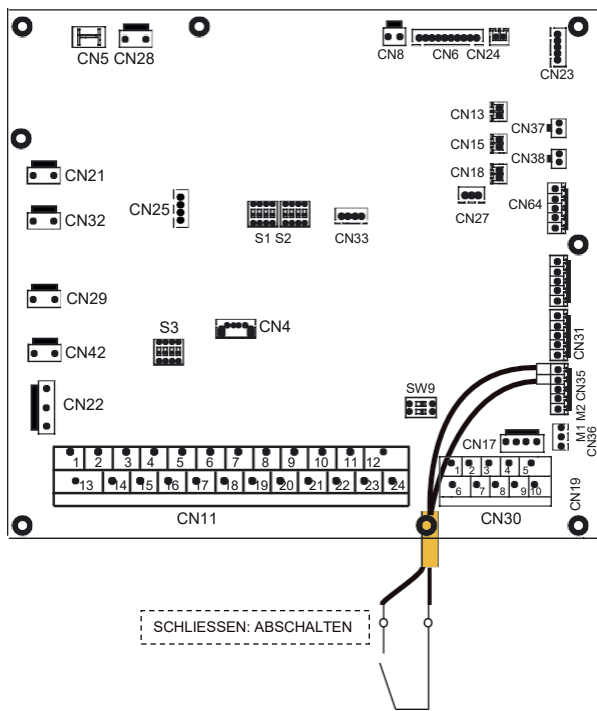 CN5 CN28
CN8 CN6 CN24
CN23
CN13
CN37
CN15
CN38
CN18
CN21
CN25
CN32
CN27
CN64
S1 S2
CN33
CN29
S3
CN4
CN31
CN42
CN35
SW9
CN22
M2
M1
CN36
CN17
1 2 3 4 5 6 7 8 9 10 11 12
13 14 15 16 17 18 19 20 21 22 23 24
1 2 3 4 5
6 7 8 9 10
CN19
CN11
CN30
SCHLIESSEN: ABSCHALTEN